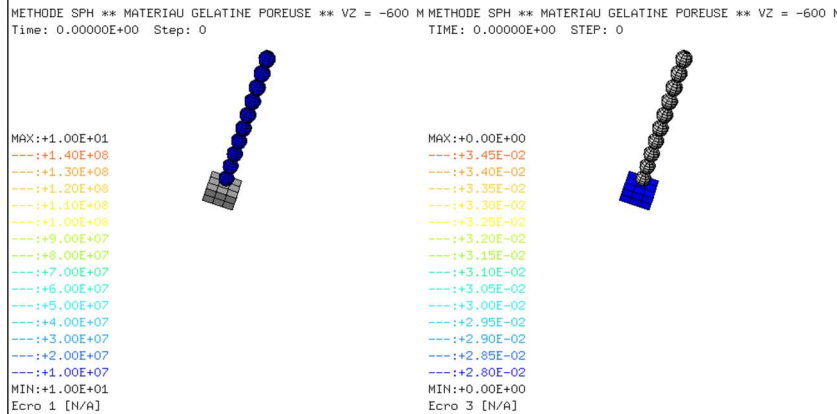 METHODE SPH ** MATERIAU GELATINE POREUSE ** VZ = -600 M
Time: 0.00000E+00  Step: 0
MAX:+1.00E+01
---:+1.40E+08
---:+1.30E+08
---:+1.20E+08
---:+1.10E+08
---:+1.00E+08
---:+9.00E+07
---:+8.00E+07
---:+7.00E+07
---:+6.00E+07
---:+5.00E+07
---:+4.00E+07
---:+3.00E+07
---:+2.00E+07
---:+1.00E+07
MIN:+1.00E+01
Ecro 1 [N/A]
METHODE SPH ** MATERIAU GELATINE POREUSE ** VZ = -600 M
TIME: 0.00000E+00  STEP: 0
MAX:+0.00E+00
---:+3.45E-02
---:+3.40E-02
---:+3.35E-02
---:+3.30E-02
---:+3.25E-02
---:+3.20E-02
---:+3.15E-02
---:+3.10E-02
---:+3.05E-02
---:+3.00E-02
---:+2.95E-02
---:+2.90E-02
---:+2.85E-02
---:+2.80E-02
MIN:+0.00E+00
Ecro 3 [N/A]